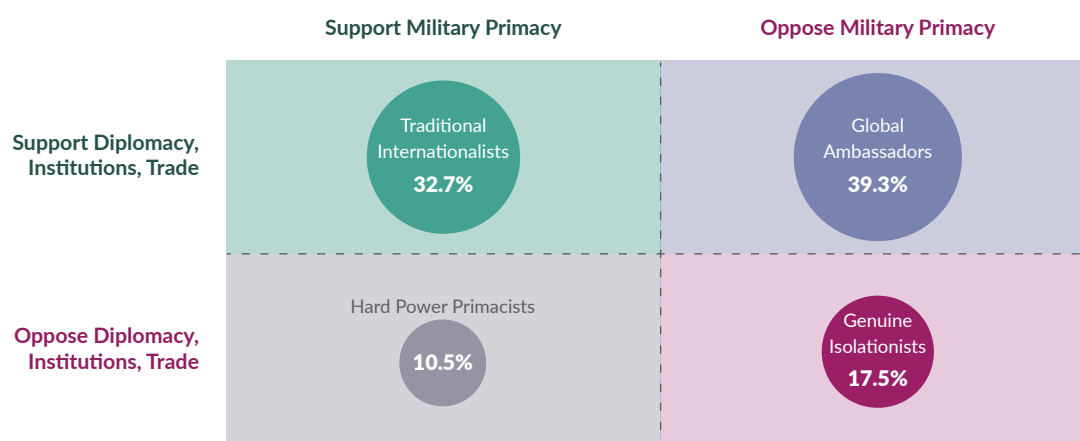 Support Military Primacy
Oppose Military Primacy
Support Diplomacy,
Institutions, Trade
Traditional
Internationalists
32.7%
Global
Ambassadors
39.3%
Oppose Diplomacy,
Institutions, Trade
Hard Power Primacists
10.5%
Genuine
Isolationists
17.5%